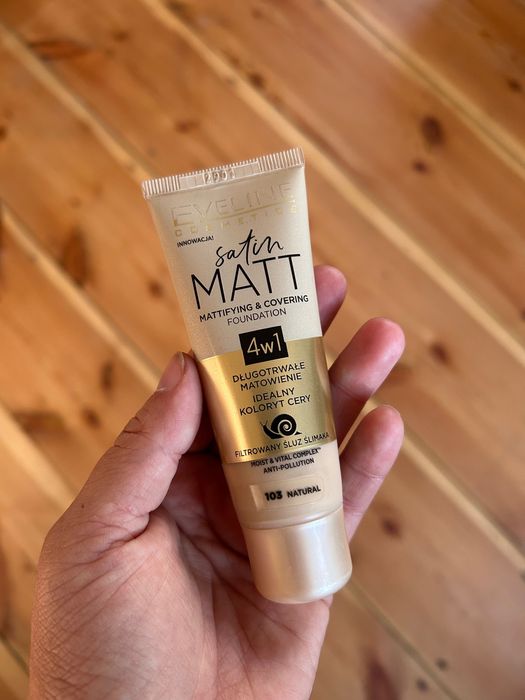 EVELINE
COSMETICS
INNOWACJA!
satin
MATT
MATTIFYING & COVERING
FOUNDATION
4w1
DŁUGOTRWAŁE
MATOWIENIE
IDEALNY
KOLORYT CERY
FILTROWANY ŚLUZ ŚLIMAKA
MOIST & VITAL COMPLEX™
ANTI-POLLUTION
103 NATURAL